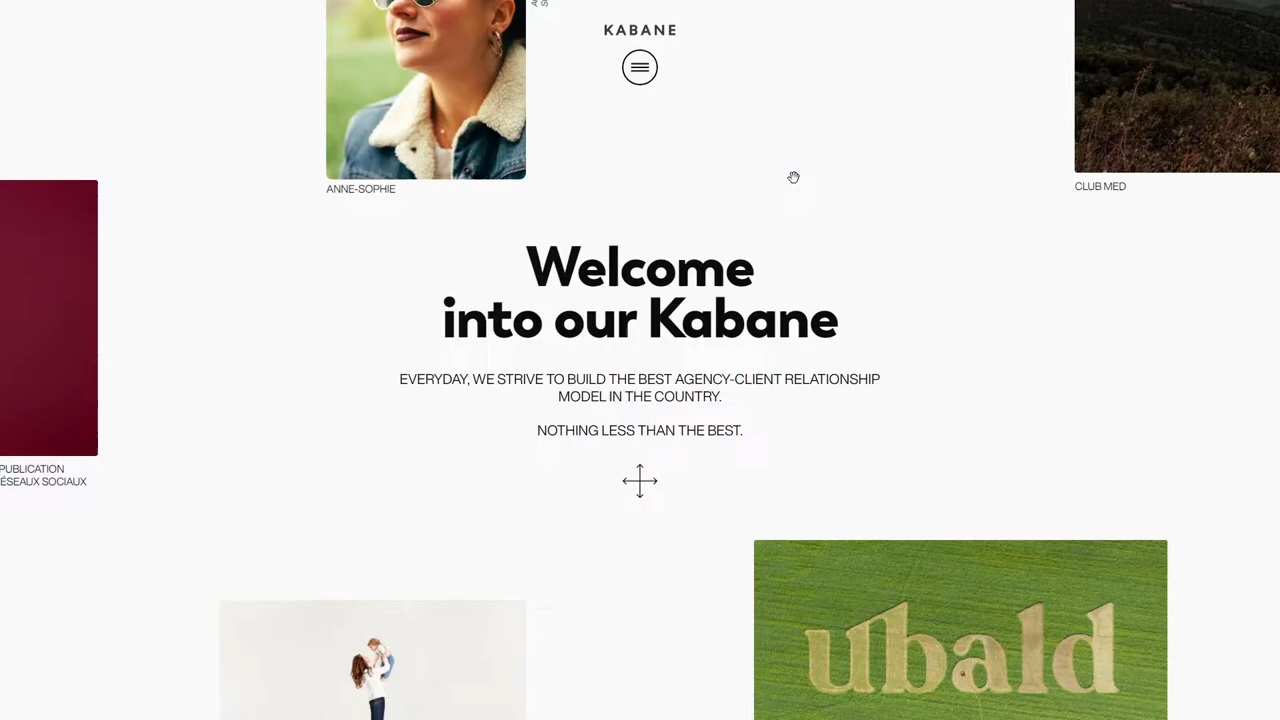 KABANE
ANNE-SOPHIE
CLUB MED
Welcome
into our Kabane
EVERYDAY, WE STRIVE TO BUILD THE BEST AGENCY-CLIENT RELATIONSHIP
MODEL IN THE COUNTRY.
NOTHING LESS THAN THE BEST.
PUBLICATION
ÉSEAUX SOCIAUX
ubald